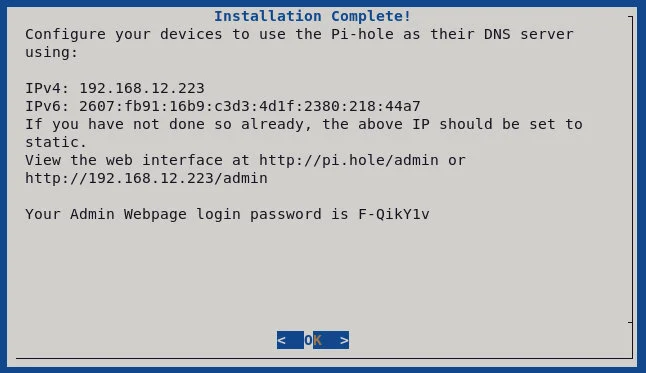 Installation Complete!
Configure your devices to use the Pi-hole as their DNS server
using:
IPv4: 192.168.12.223
IPv6: 2607:fb91:16b9:c3d3:4d1f:2380:218:44a7
If you have not done so already, the above IP should be set to
static.
View the web interface at http://pi.hole/admin or
http://192.168.12.223/admin
Your Admin Webpage login password is F-QikY1v
< OK >